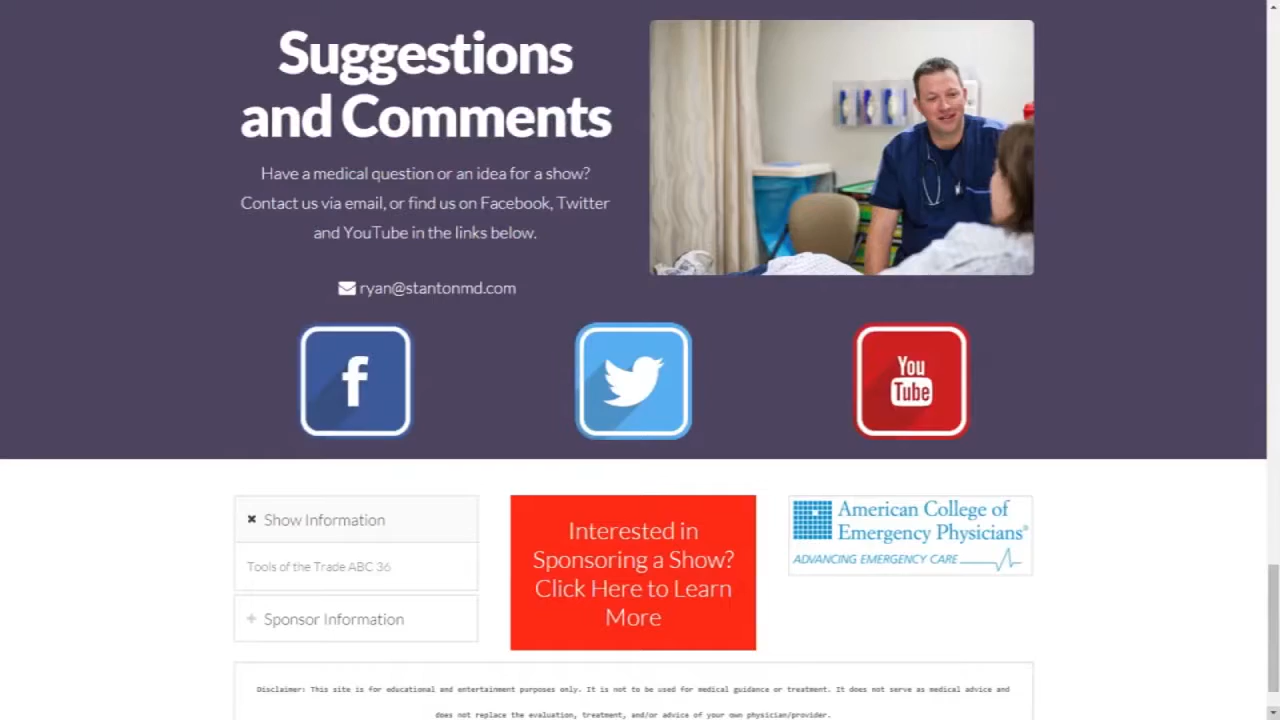 Suggestions
and Comments
Have a medical question or an idea for a show?
Contact us via email, or find us on Facebook, Twitter
and YouTube in the links below.
ryan@stantonmd.com
f
You
Tube
Show Information
Tools of the Trade ABC 36
Sponsor Information
Interested in
Sponsoring a Show?
Click Here to Learn
More
American College of
Emergency Physicians®
ADVANCING EMERGENCY CARE
Disclaimer: This site is for educational and entertainment purposes only. It is not to be used for medical guidance or treatment. It does not serve as medical advice and
does not replace the evaluation, treatment, and/or advice of your own physician/provider.